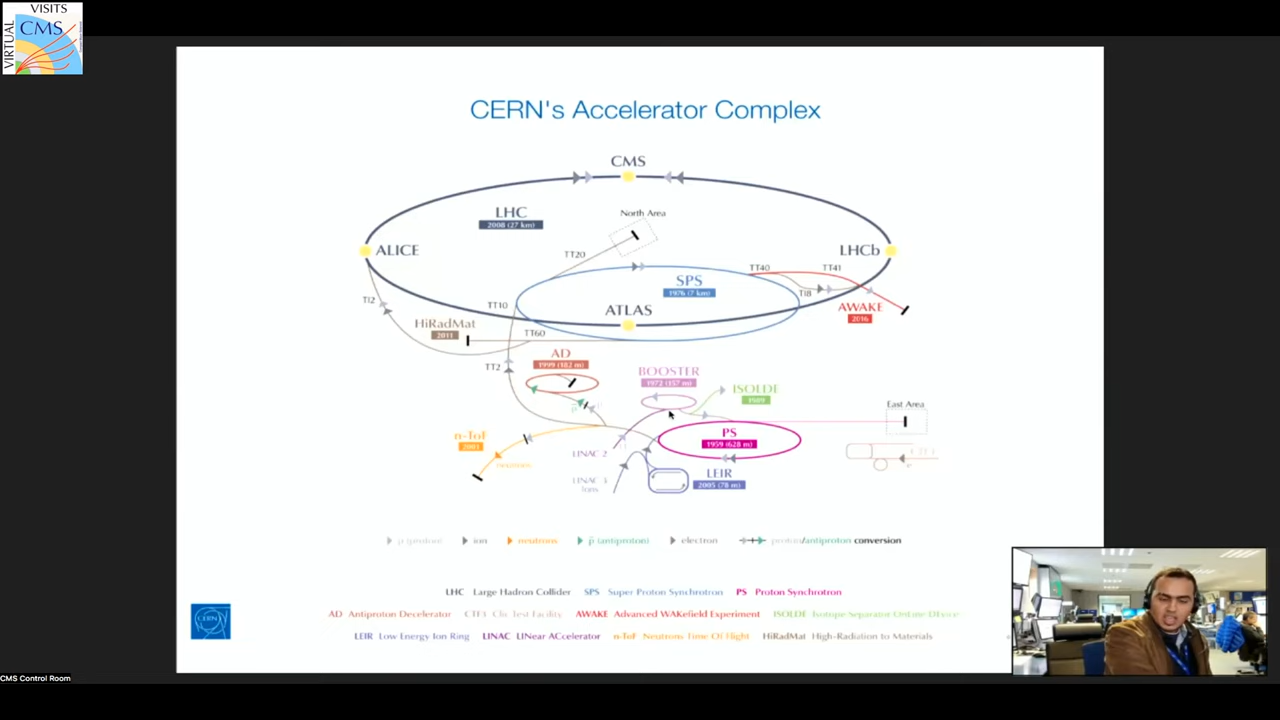 VISITS
VIRTUAL
CMS
CERN's Accelerator Complex
CMS
LHC
2008 (27 km)
North Area
ALICE
LHCb
TT20
SPS
1976 (7 km)
TT40
TT41
TI2
TT10
ATLAS
TI8
AWAKE
2016
HiRadMat
2011
TT60
AD
1999 (182 m)
TT2
BOOSTER
1972 (157 m)
ISOLDE
1989
East Area
p
n-ToF
2001
PS
1959 (628 m)
neutrons
LINAC 2
LEIR
2005 (78 m)
LINAC 3
Ions
e
p (proton)
ion
neutrons
p̄ (antiproton)
electron
proton/antiproton conversion
LHC Large Hadron Collider SPS Super Proton Synchrotron PS Proton Synchrotron
AD Antiproton Decelerator CTF3 Clic Test Facility AWAKE Advanced WAKefield Experiment ISOLDE Isotope Separator OnLine DEvice
LEIR Low Energy Ion Ring LINAC LINear ACcelerator n-ToF Neutrons Time Of Flight HiRadMat High-Radiation to Materials
CERN
CMS Control Room